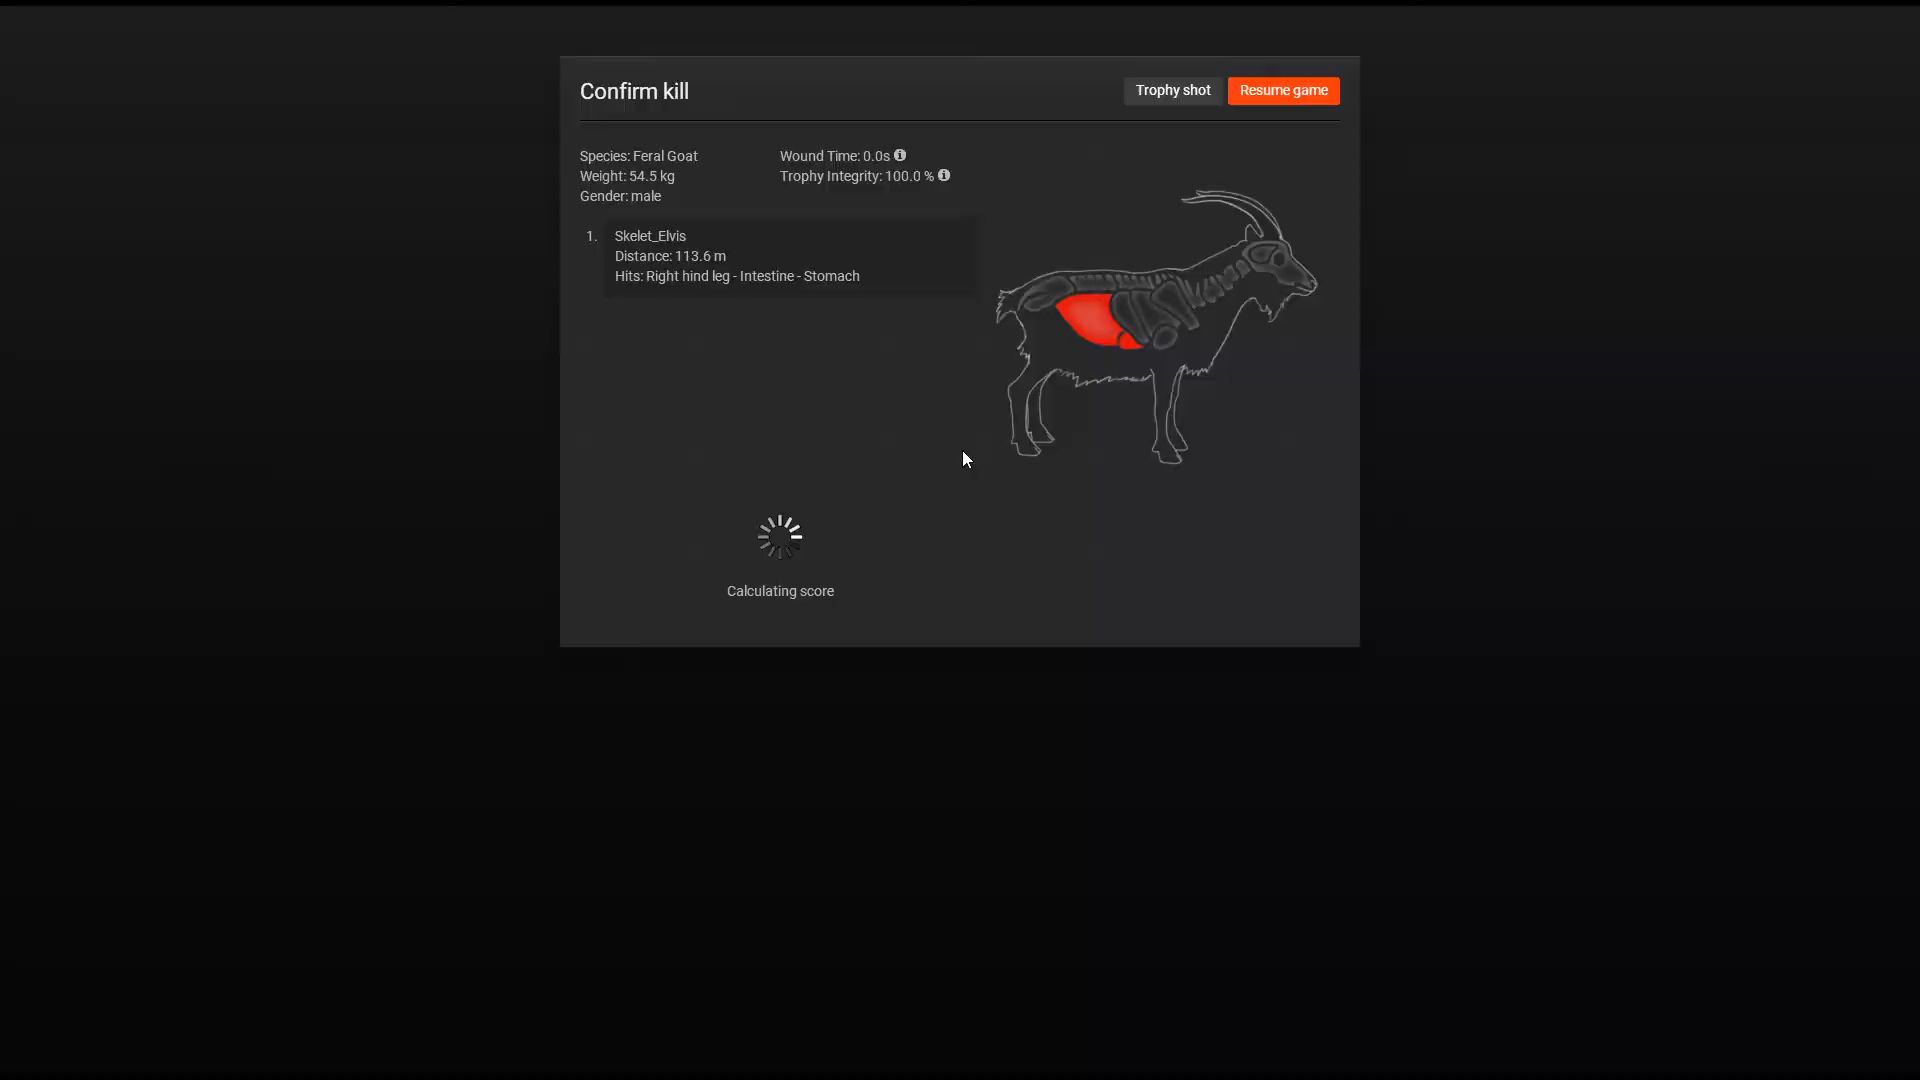 Confirm kill
Trophy shot
Resume game
Species: Feral Goat
Weight: 54.5 kg
Gender: male
Wound Time: 0.0s
Trophy Integrity: 100.0 %
1.
Skelet_Elvis
Distance: 113.6 m
Hits: Right hind leg - Intestine - Stomach
Calculating score